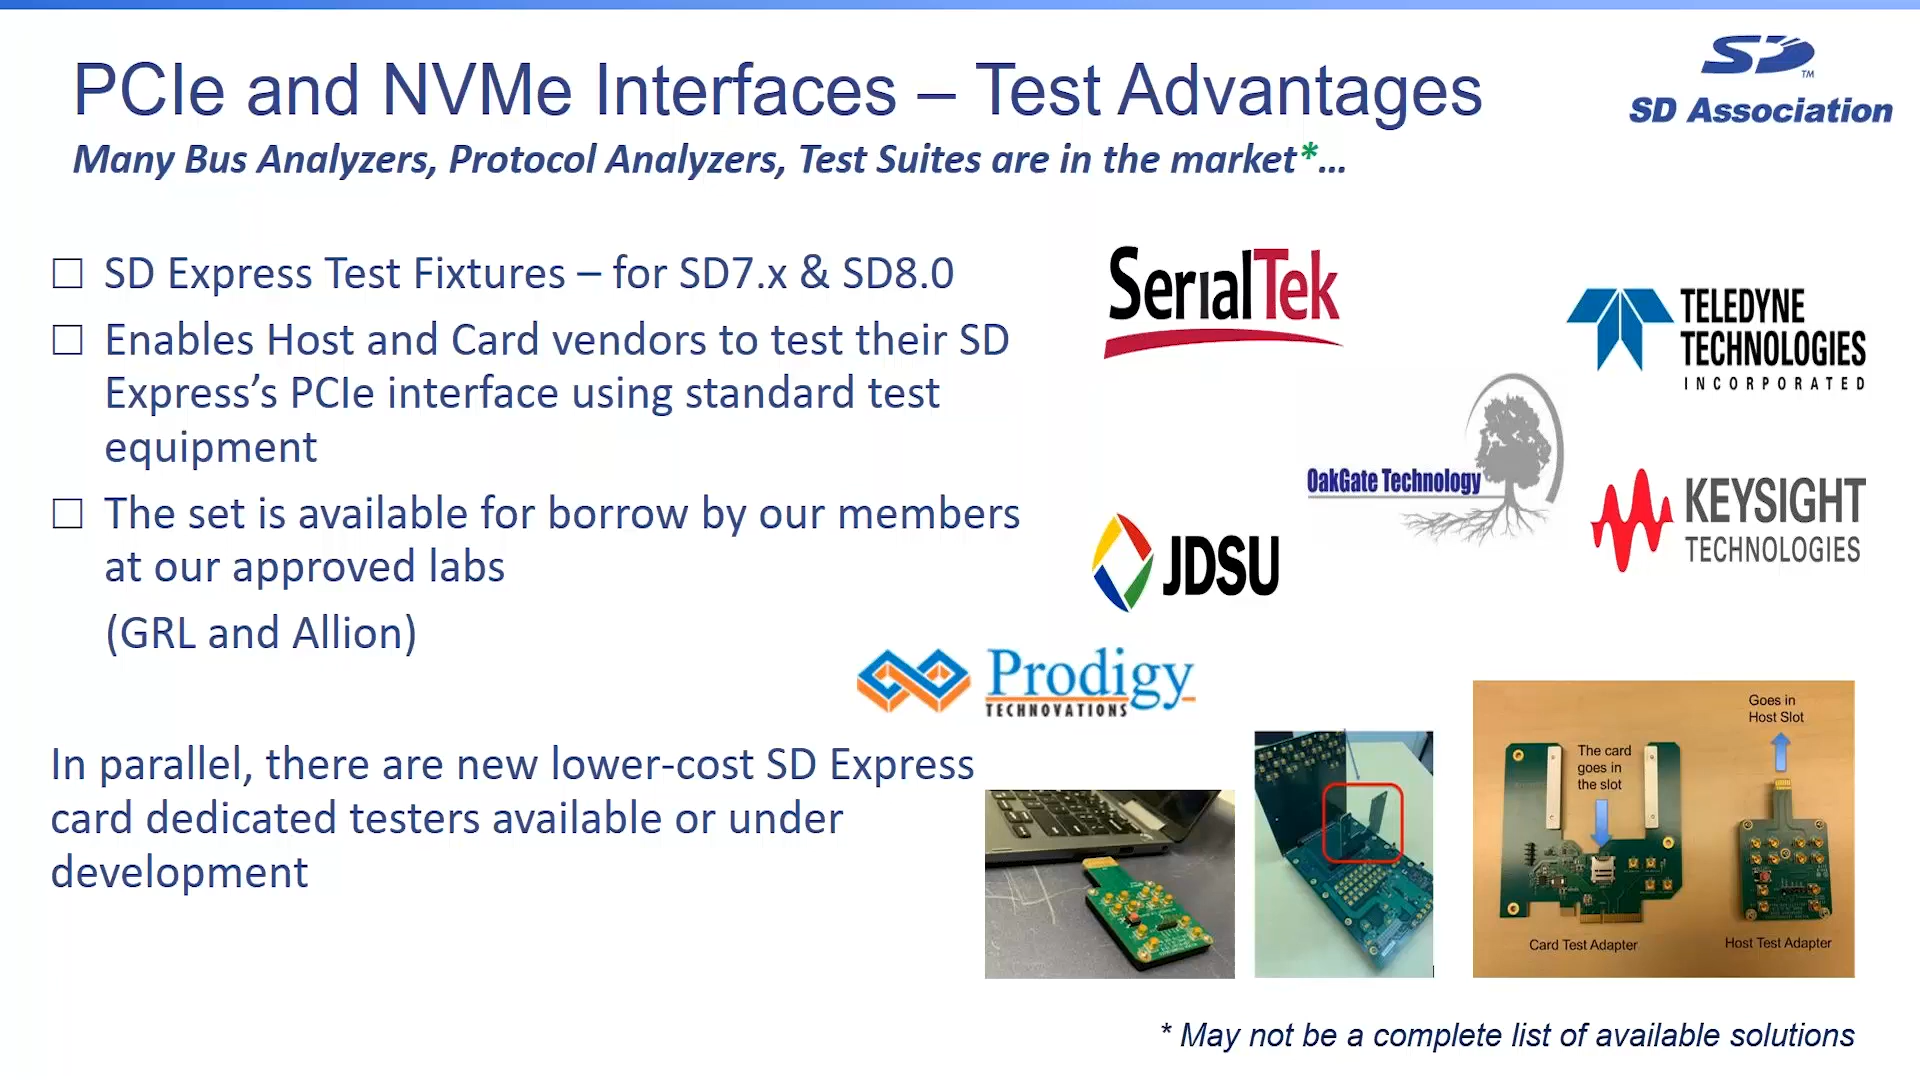 PCIe and NVMe Interfaces – Test Advantages
SD™
SD Association
Many Bus Analyzers, Protocol Analyzers, Test Suites are in the market*…
SD Express Test Fixtures – for SD7.x & SD8.0
Enables Host and Card vendors to test their SD
Express’s PCIe interface using standard test
equipment
The set is available for borrow by our members
at our approved labs
(GRL and Allion)
In parallel, there are new lower-cost SD Express
card dedicated testers available or under
development
SerialTek
TELEDYNE
TECHNOLOGIES
INCORPORATED
OakGate Technology
KEYSIGHT
TECHNOLOGIES
JDSU
Prodigy
TECHNOVATIONS
Goes in
Host Slot
The card
goes in
the slot
Card Test Adapter
Host Test Adapter
* May not be a complete list of available solutions